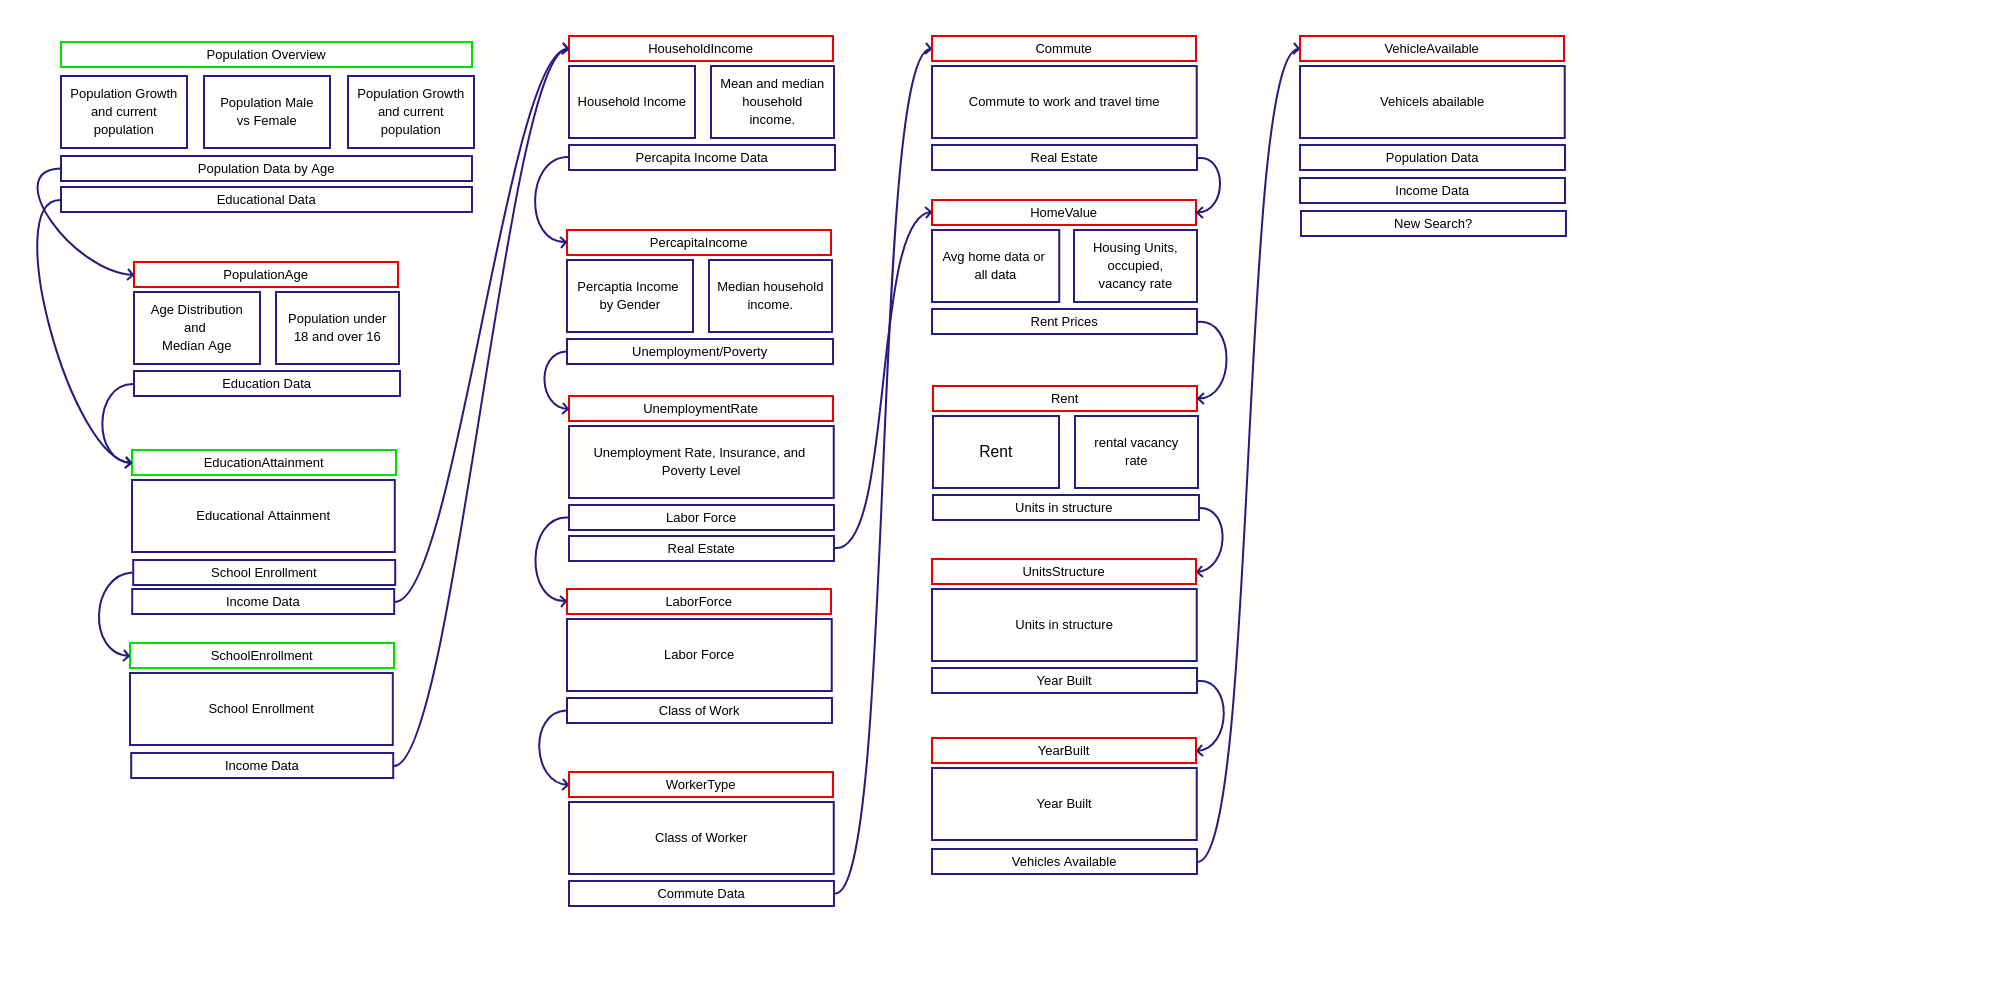 Population Overview
Population Growth
and current
population
Population Male
vs Female
Population Growth
and current
population
Population Data by Age
Educational Data
PopulationAge
Age Distribution
and
Median Age
Population under
18 and over 16
Education Data
EducationAttainment
Educational Attainment
School Enrollment
Income Data
SchoolEnrollment
School Enrollment
Income Data
HouseholdIncome
Household Income
Mean and median
household
income.
Percapita Income Data
PercapitaIncome
Percaptia Income
by Gender
Median household
income.
Unemployment/Poverty
UnemploymentRate
Unemployment Rate, Insurance, and
Poverty Level
Labor Force
Real Estate
LaborForce
Labor Force
Class of Work
WorkerType
Class of Worker
Commute Data
Commute
Commute to work and travel time
Real Estate
HomeValue
Avg home data or
all data
Housing Units,
occupied,
vacancy rate
Rent Prices
Rent
Rent
rental vacancy
rate
Units in structure
UnitsStructure
Units in structure
Year Built
YearBuilt
Year Built
Vehicles Available
VehicleAvailable
Vehicels abailable
Population Data
Income Data
New Search?